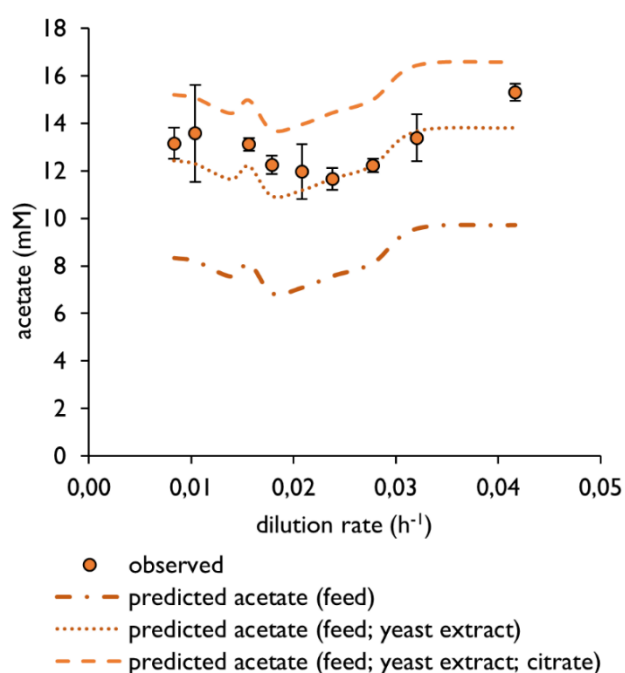 18
16
14
12
10
8
6
4
2
0
acetate (mM)
0,00 0,01 0,02 0,03 0,04 0,05
dilution rate (h⁻¹)
observed
predicted acetate (feed)
predicted acetate (feed; yeast extract)
predicted acetate (feed; yeast extract; citrate)